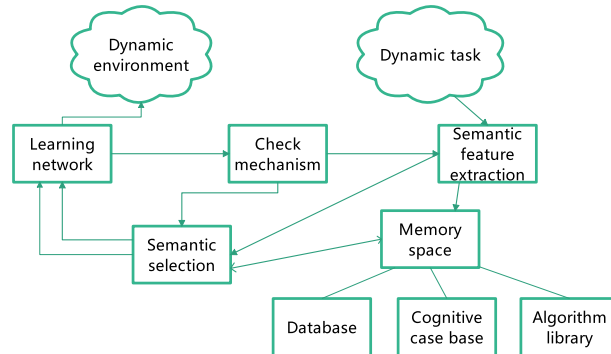 Dynamic
environment
Dynamic task
Learning
network
Check
mechanism
Semantic
feature
extraction
Semantic
selection
Memory
space
Database
Cognitive
case base
Algorithm
library